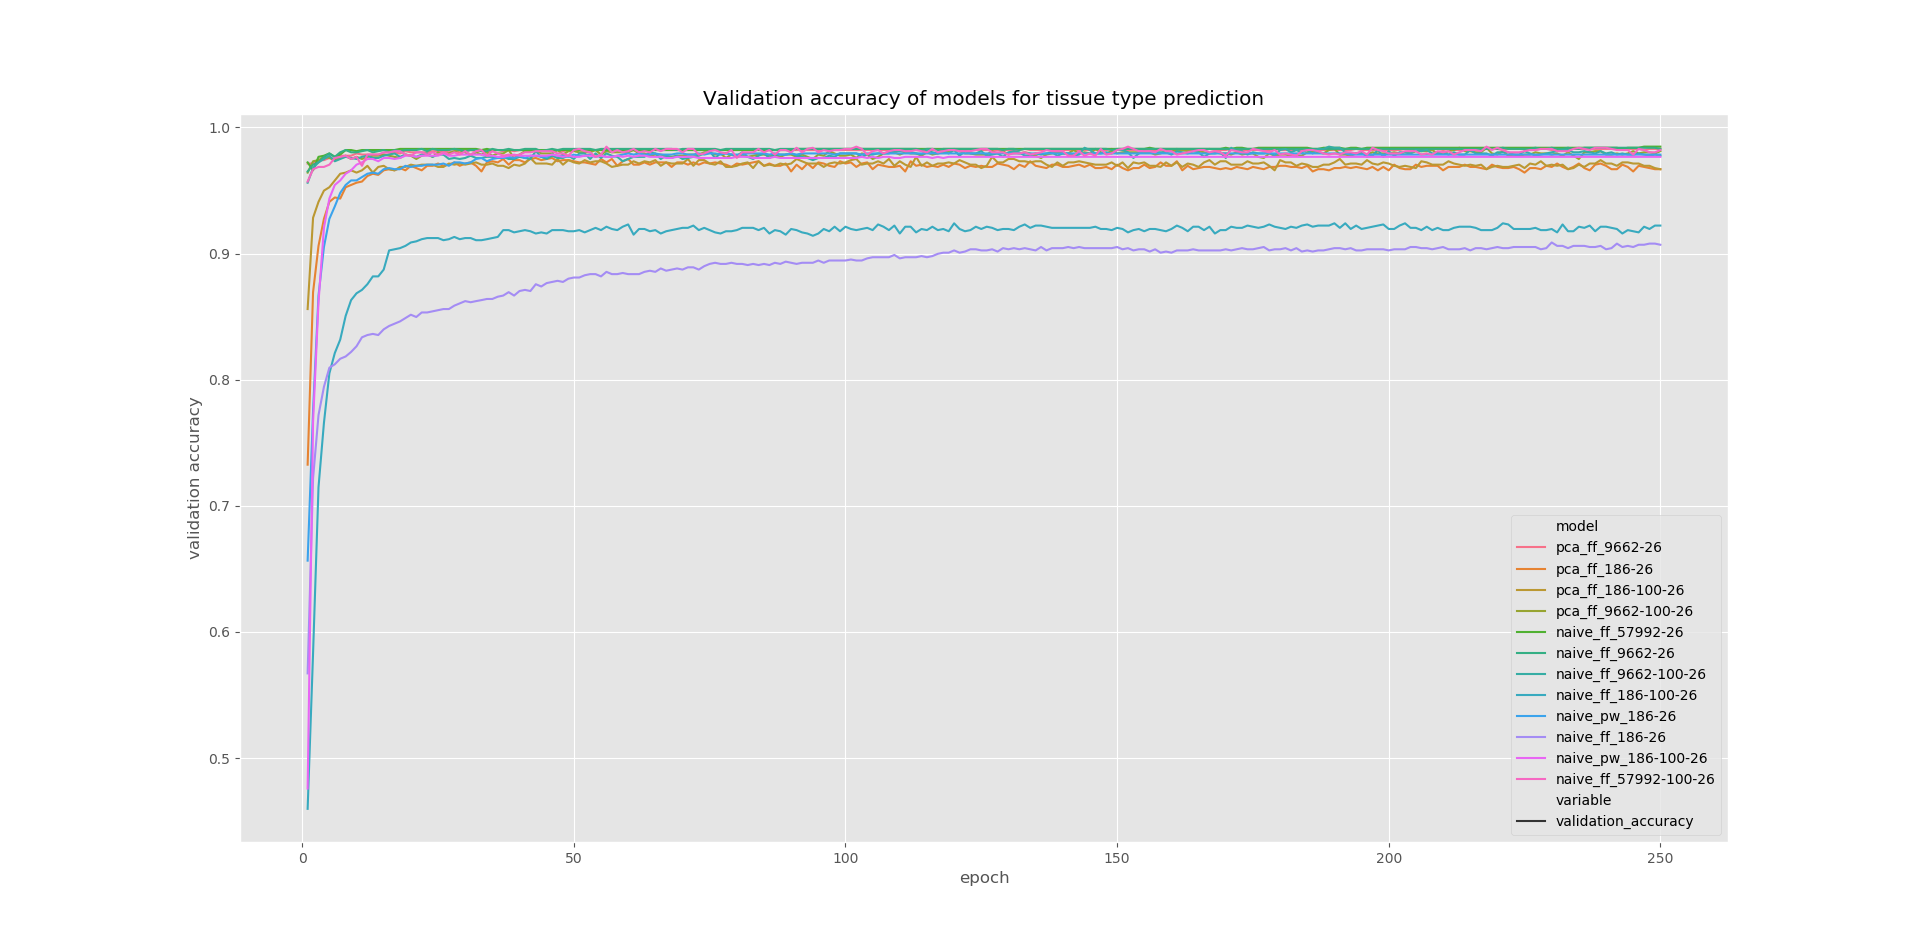 Validation accuracy of models for tissue type prediction
1.0
0.9
0.8
0.7
0.6
0.5
validation accuracy
0
50
100
150
200
250
epoch
model
pca_ff_9662-26
pca_ff_186-26
pca_ff_186-100-26
pca_ff_9662-100-26
naive_ff_57992-26
naive_ff_9662-26
naive_ff_9662-100-26
naive_ff_186-100-26
naive_pw_186-26
naive_ff_186-26
naive_pw_186-100-26
naive_ff_57992-100-26
variable
validation_accuracy